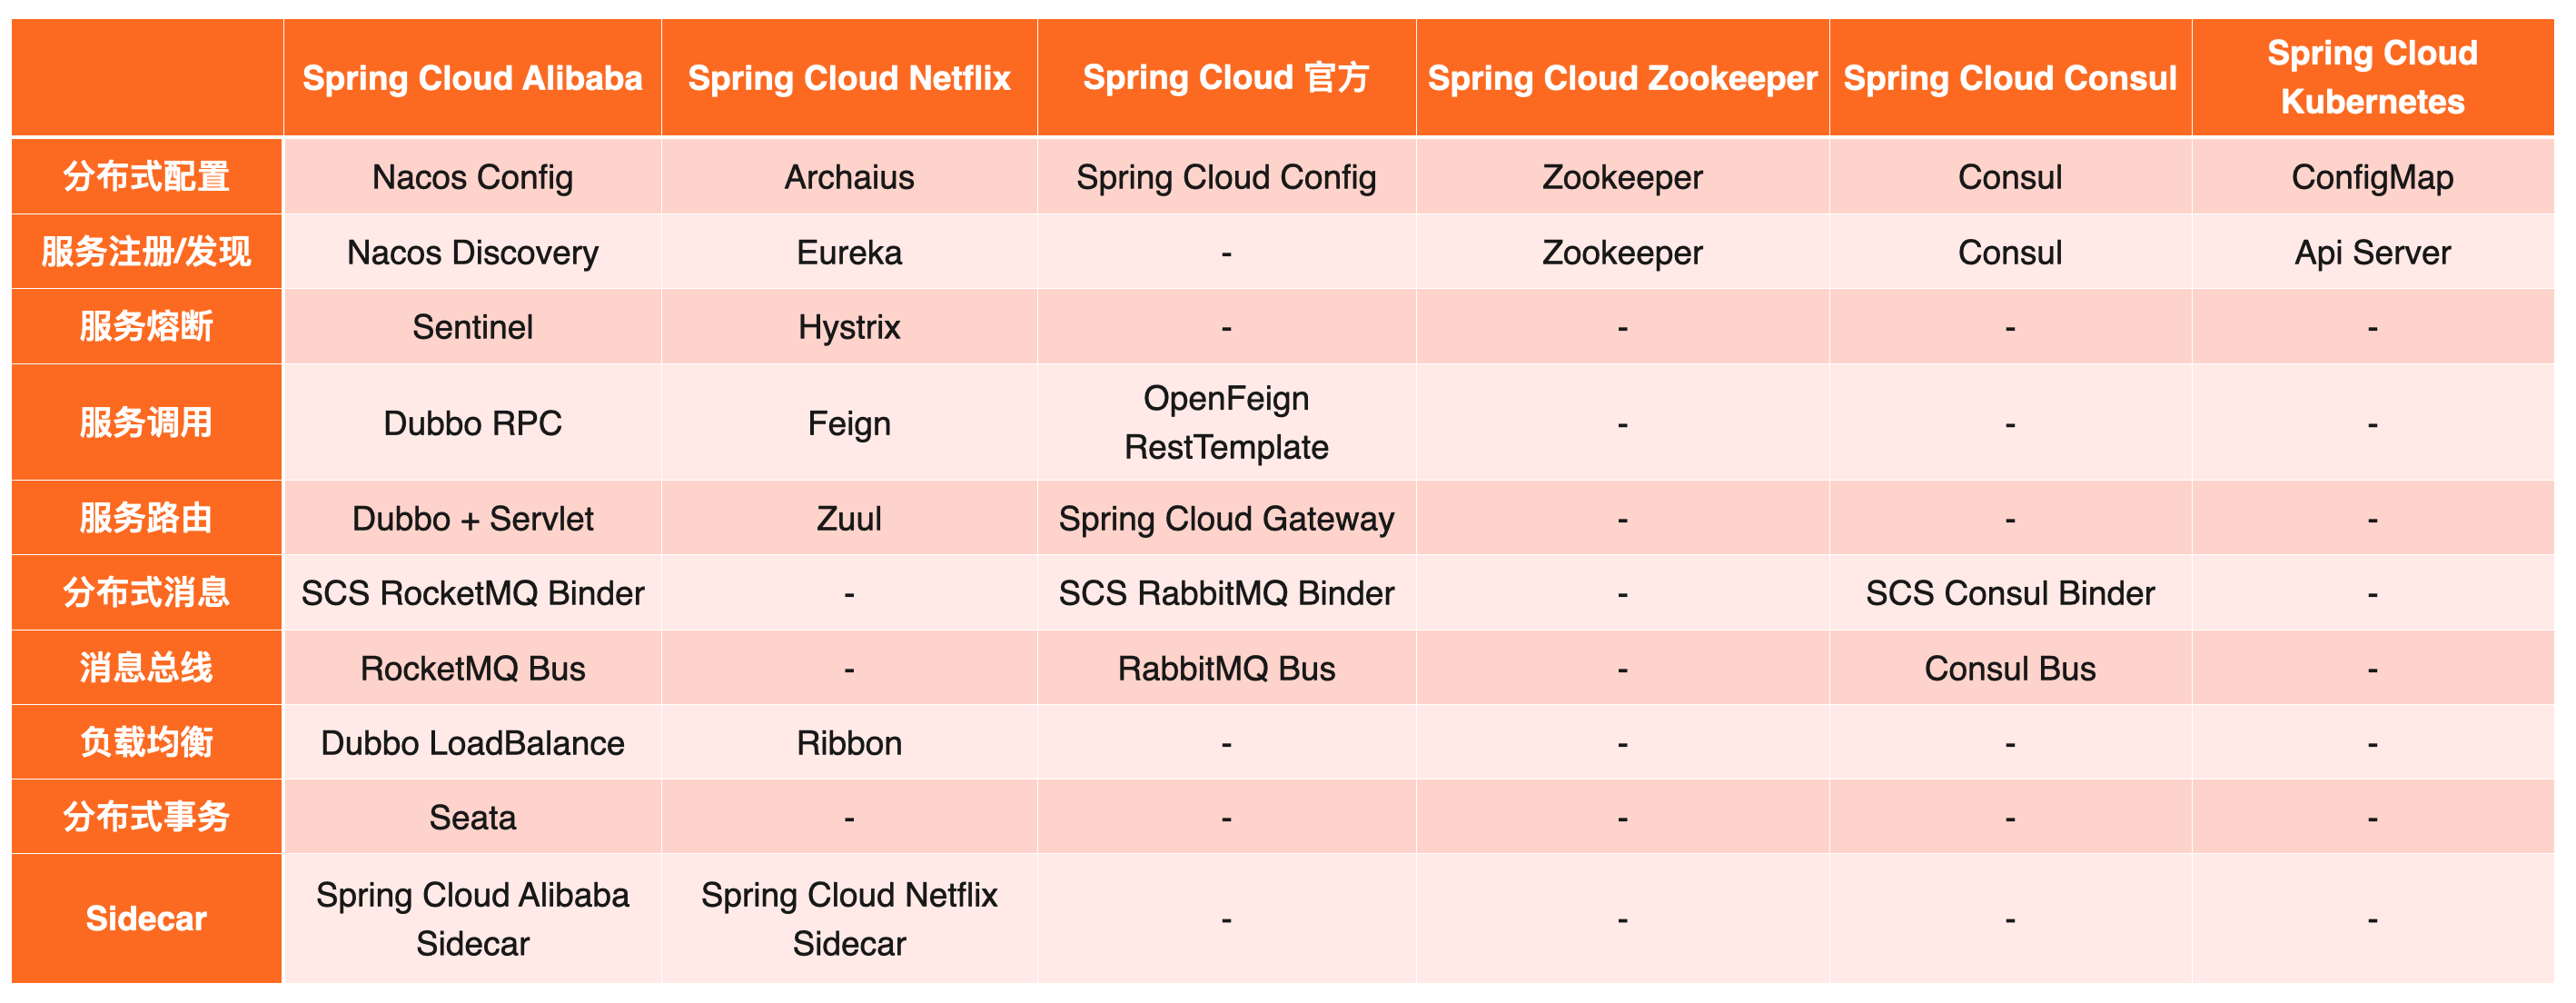 Spring Cloud Alibaba Spring Cloud Netflix Spring Cloud 官方 Spring Cloud Zookeeper Spring Cloud Consul Spring Cloud
Kubernetes
分布式配置 Nacos Config Archaius Spring Cloud Config Zookeeper Consul ConfigMap
服务注册/发现 Nacos Discovery Eureka - Zookeeper Consul Api Server
服务熔断 Sentinel Hystrix - - - -
服务调用 Dubbo RPC Feign OpenFeign
RestTemplate - - -
服务路由 Dubbo + Servlet Zuul Spring Cloud Gateway - - -
分布式消息 SCS RocketMQ Binder - SCS RabbitMQ Binder - SCS Consul Binder -
消息总线 RocketMQ Bus - RabbitMQ Bus - Consul Bus -
负载均衡 Dubbo LoadBalance Ribbon - - - -
分布式事务 Seata - - - - -
Sidecar Spring Cloud Alibaba
Sidecar Spring Cloud Netflix
Sidecar - - - -